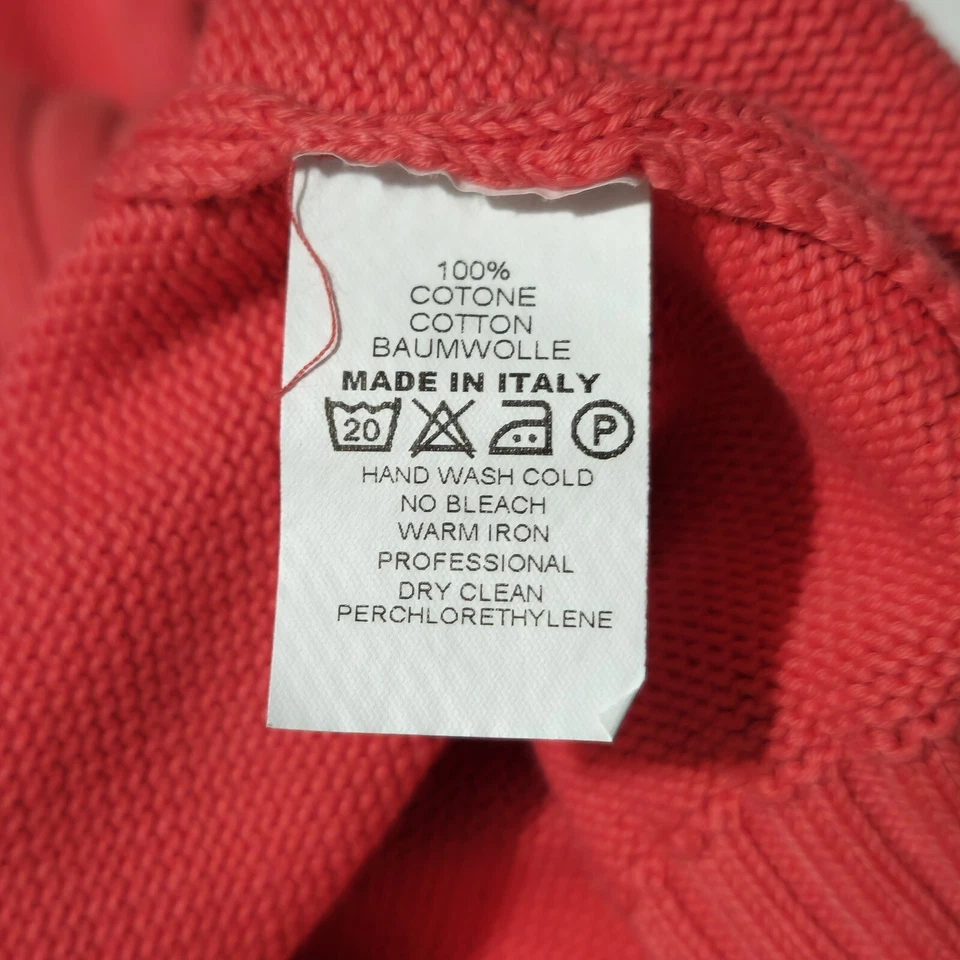 100%
COTONE
COTTON
BAUMWOLLE
MADE IN ITALY
20 P
HAND WASH COLD
NO BLEACH
WARM IRON
PROFESSIONAL
DRY CLEAN
PERCHLORETHYLENE